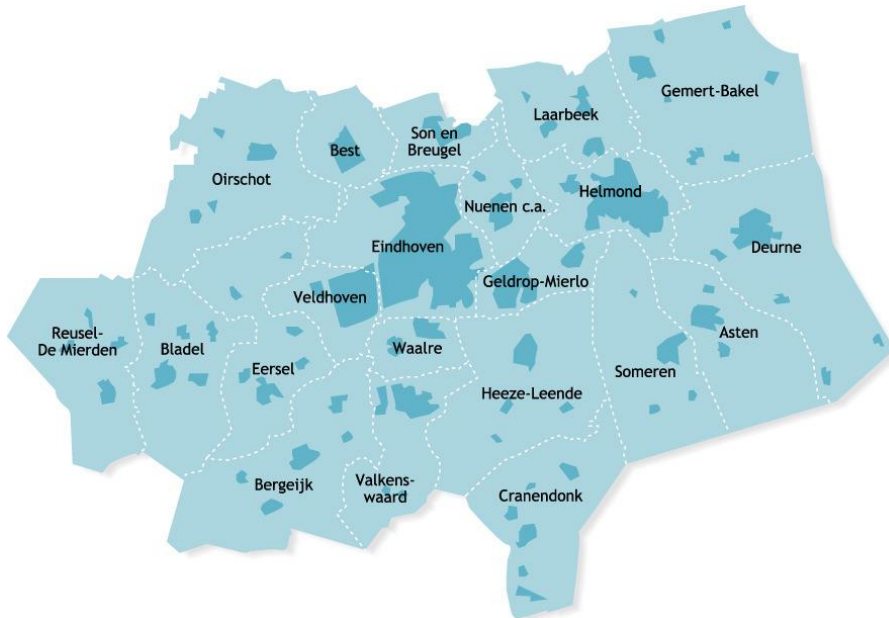 Gemert-Bakel
Laarbeek
Son en
Breugel
Best
Oirschot
Helmond
Nuenen c.a.
Eindhoven
Deurne
Geldrop-Mierlo
Veldhoven
Reusel-
De Mierden
Bladel
Asten
Waalre
Eersel
Someren
Heeze-Leende
Bergeijk
Valkens-
waard
Cranendonk